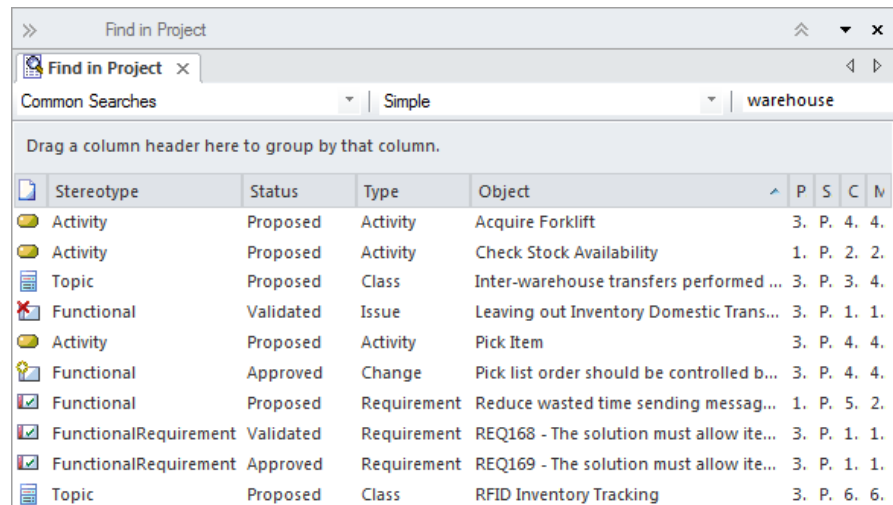 Find in Project
Find in Project
Common Searches Simple warehouse
Drag a column header here to group by that column.
Stereotype Status Type Object P S C M
Activity Proposed Activity Acquire Forklift 3. P. 4. 4.
Activity Proposed Activity Check Stock Availability 1. P. 2. 2.
Topic Proposed Class Inter-warehouse transfers performed ... 3. P. 3. 4.
Functional Validated Issue Leaving out Inventory Domestic Trans... 3. P. 1. 1.
Activity Proposed Activity Pick Item 3. P. 4. 4.
Functional Approved Change Pick list order should be controlled b... 3. P. 4. 4.
Functional Proposed Requirement Reduce wasted time sending messag... 1. P. 5. 2.
FunctionalRequirement Validated Requirement REQ168 - The solution must allow ite... 3. P. 1. 1.
FunctionalRequirement Approved Requirement REQ169 - The solution must allow ite... 3. P. 1. 1.
Topic Proposed Class RFID Inventory Tracking 3. P. 6. 6.